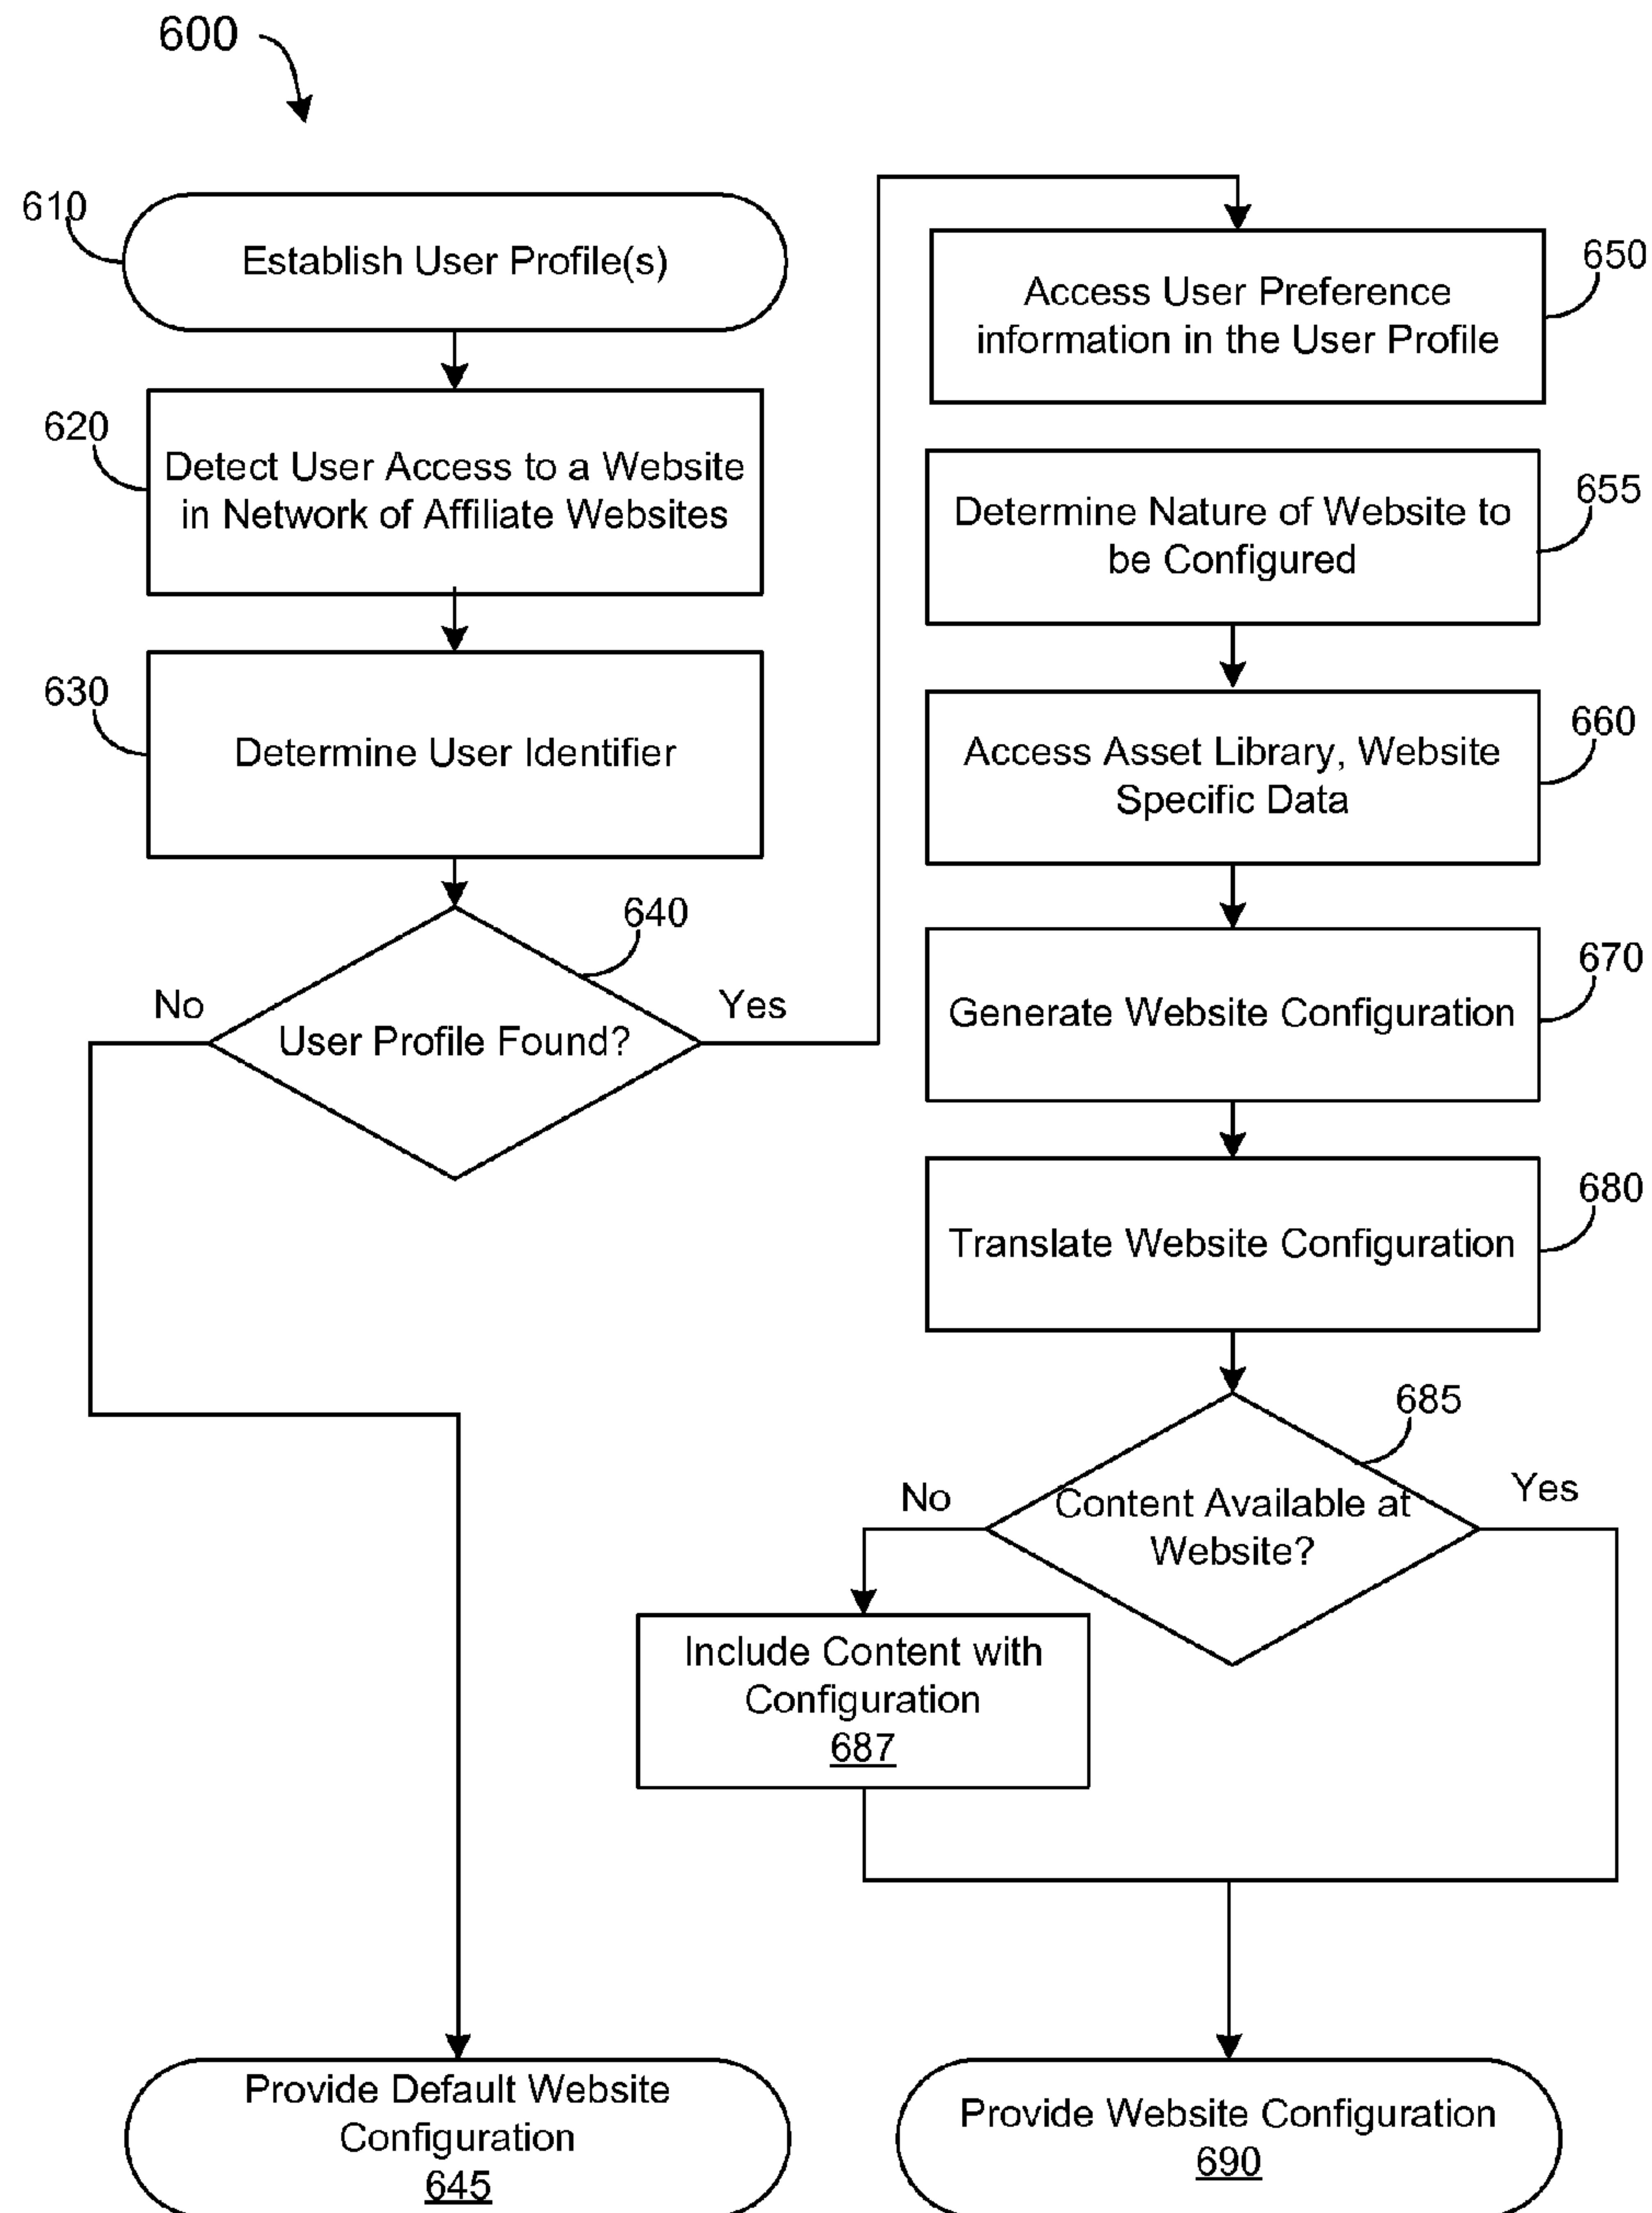 600
610
Establish User Profile(s)
620
Detect User Access to a Website
in Network of Affiliate Websites
630
Determine User Identifier
640
No
User Profile Found?
Yes
650
Access User Preference
information in the User Profile
655
Determine Nature of Website to
be Configured
660
Access Asset Library, Website
Specific Data
670
Generate Website Configuration
680
Translate Website Configuration
685
No
Content Available at
Website?
Yes
Include Content with
Configuration
687
Provide Default Website
Configuration
645
Provide Website Configuration
690